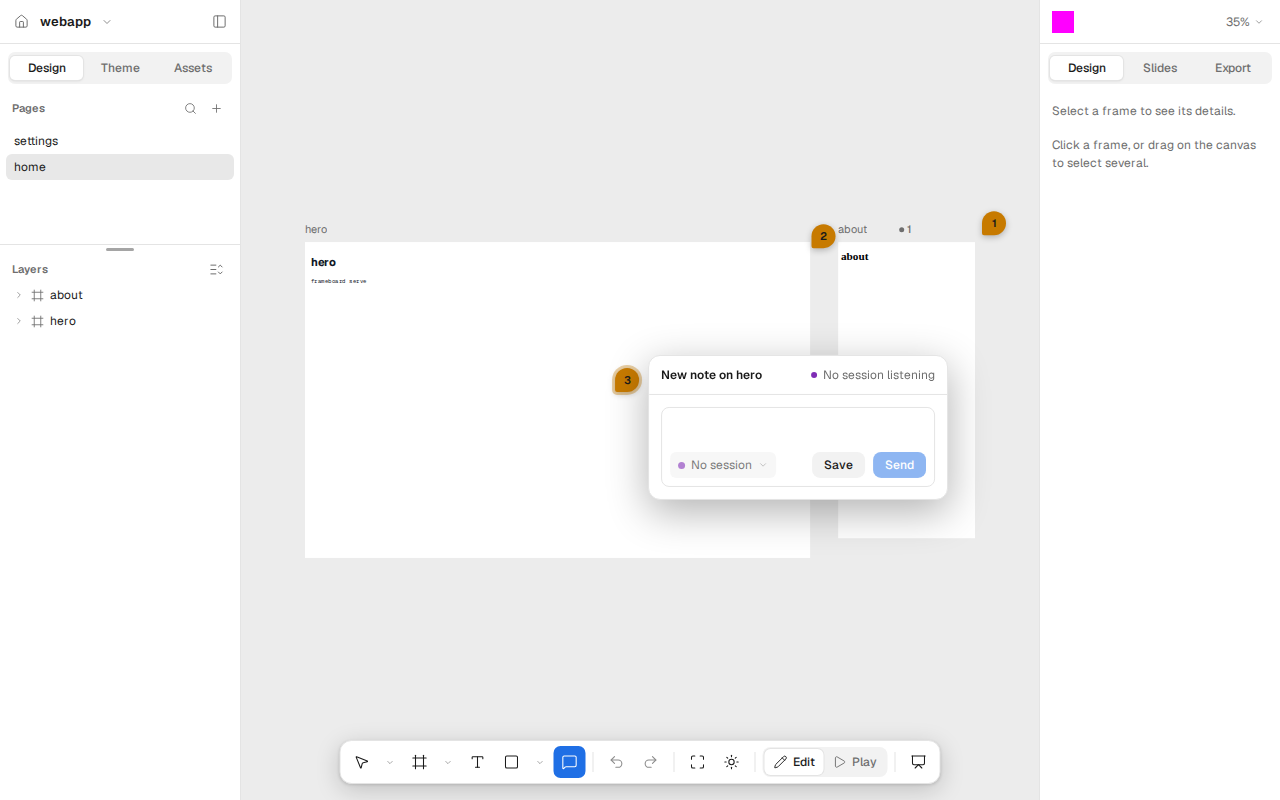 webapp
Design
Theme
Assets
Pages
settings
home
Layers
about
hero
hero
hero
frameboard serve
2
about
1
1
about
3
New note on hero
No session listening
No session
Save
Send
Edit
Play
35%
Design
Slides
Export
Select a frame to see its details.
Click a frame, or drag on the canvas
to select several.